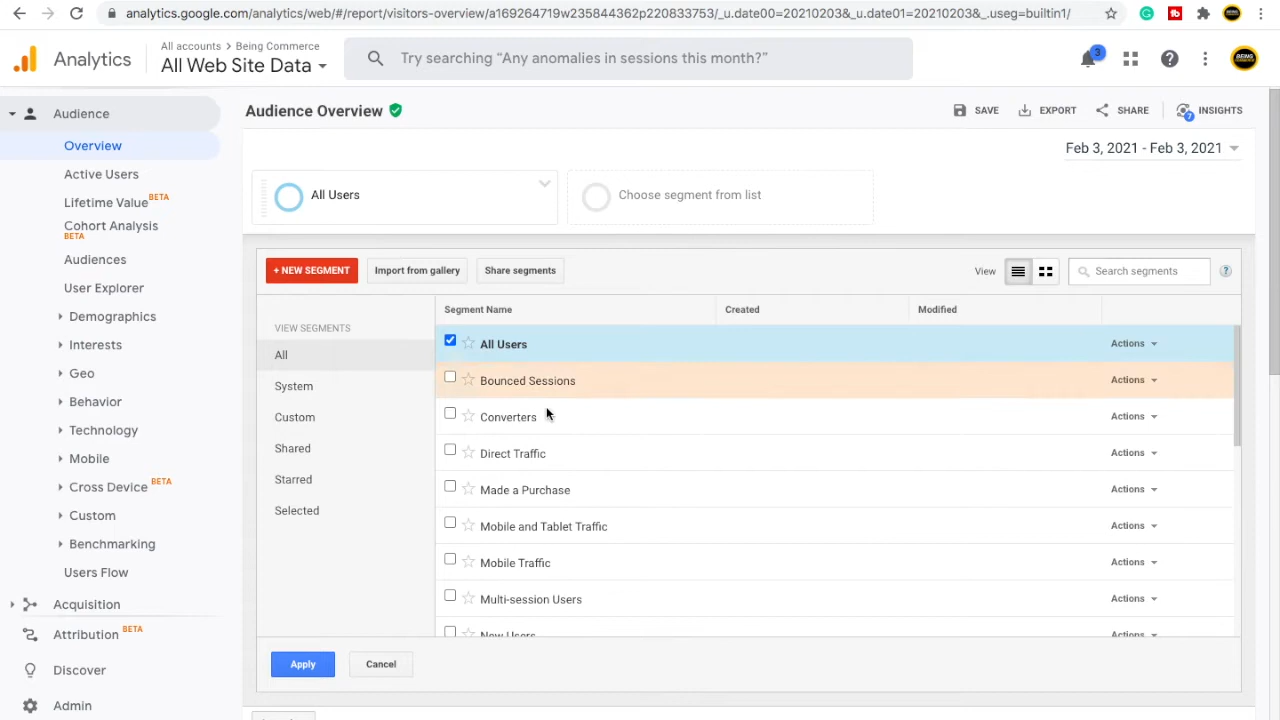 analytics.google.com/analytics/web/#/report/visitors-overview/a169264719w235844362p220833753/_u.date00=20210203&_u.date01=20210203&_.useg=builtin1/
Analytics
All accounts > Being Commerce
All Web Site Data
Try searching "Any anomalies in sessions this month?"
3
Audience
Overview
Active Users
Lifetime Value BETA
Cohort Analysis
BETA
Audiences
User Explorer
Demographics
Interests
Geo
Behavior
Technology
Mobile
Cross Device BETA
Custom
Benchmarking
Users Flow
Acquisition
Attribution BETA
Discover
Admin
Audience Overview
SAVE EXPORT SHARE INSIGHTS
Feb 3, 2021 - Feb 3, 2021
All Users
Choose segment from list
+ NEW SEGMENT Import from gallery Share segments View Search segments
VIEW SEGMENTS
All
System
Custom
Shared
Starred
Selected
Segment Name Created Modified
All Users Actions
Bounced Sessions Actions
Converters Actions
Direct Traffic Actions
Made a Purchase Actions
Mobile and Tablet Traffic Actions
Mobile Traffic Actions
Multi-session Users Actions
New Users Actions
Apply Cancel